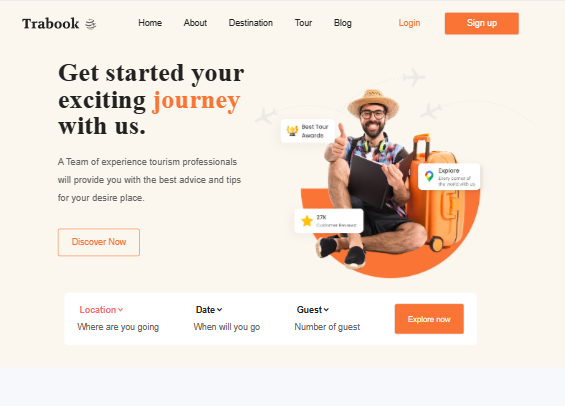 Trabook
Home About Destination Tour Blog Login Sign up
Get started your
exciting journey
with us.
A Team of experience tourism professionals
will provide you with the best advice and tips
for your desire place.
Discover Now
Best Tour
Awards
Explore
Every corner of
the world with us
27K
Customer Reviews
Location Date Guest
Where are you going When will you go Number of guest
Explore now